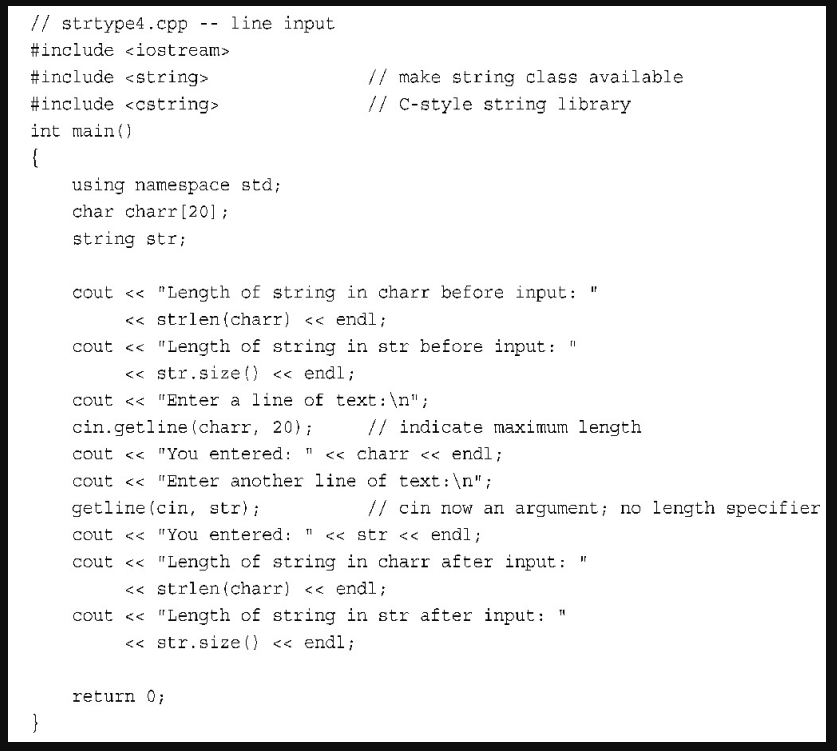 // strtype4.cpp -- line input
#include <iostream>
#include <string>               // make string class available
#include <cstring>              // C-style string library
int main()
{
    using namespace std;
    char charr[20];
    string str;

    cout << "Length of string in charr before input: "
         << strlen(charr) << endl;
    cout << "Length of string in str before input: "
         << str.size() << endl;
    cout << "Enter a line of text:\n";
    cin.getline(charr, 20);     // indicate maximum length
    cout << "You entered: " << charr << endl;
    cout << "Enter another line of text:\n";
    getline(cin, str);          // cin now an argument; no length specifier
    cout << "You entered: " << str << endl;
    cout << "Length of string in charr after input: "
         << strlen(charr) << endl;
    cout << "Length of string in str after input: "
         << str.size() << endl;

    return 0;
}